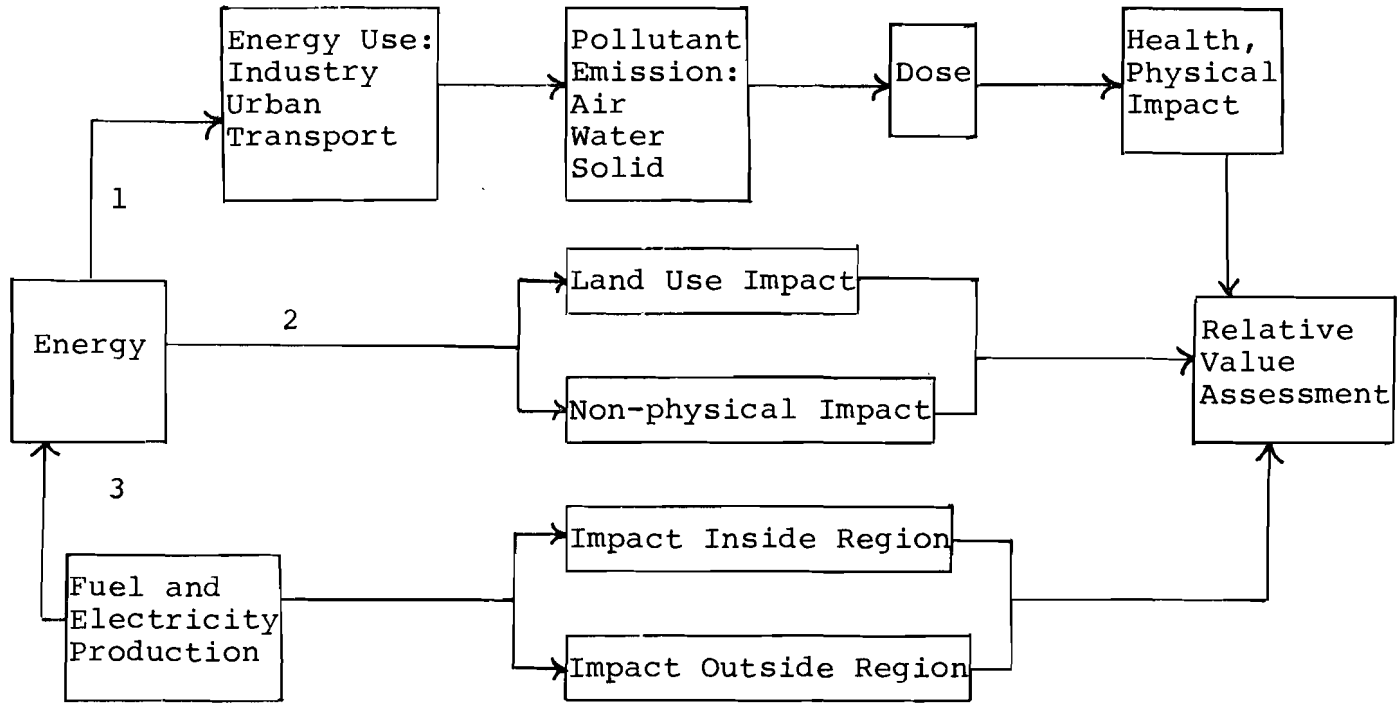 Energy Use:
Industry
Urban
Transport
Pollutant
Emission:
Air
Water
Solid
Dose
Health,
Physical
Impact
1
Land Use Impact
Energy
2
Non-physical Impact
Relative
Value
Assessment
3
Impact Inside Region
Fuel and
Electricity
Production
Impact Outside Region